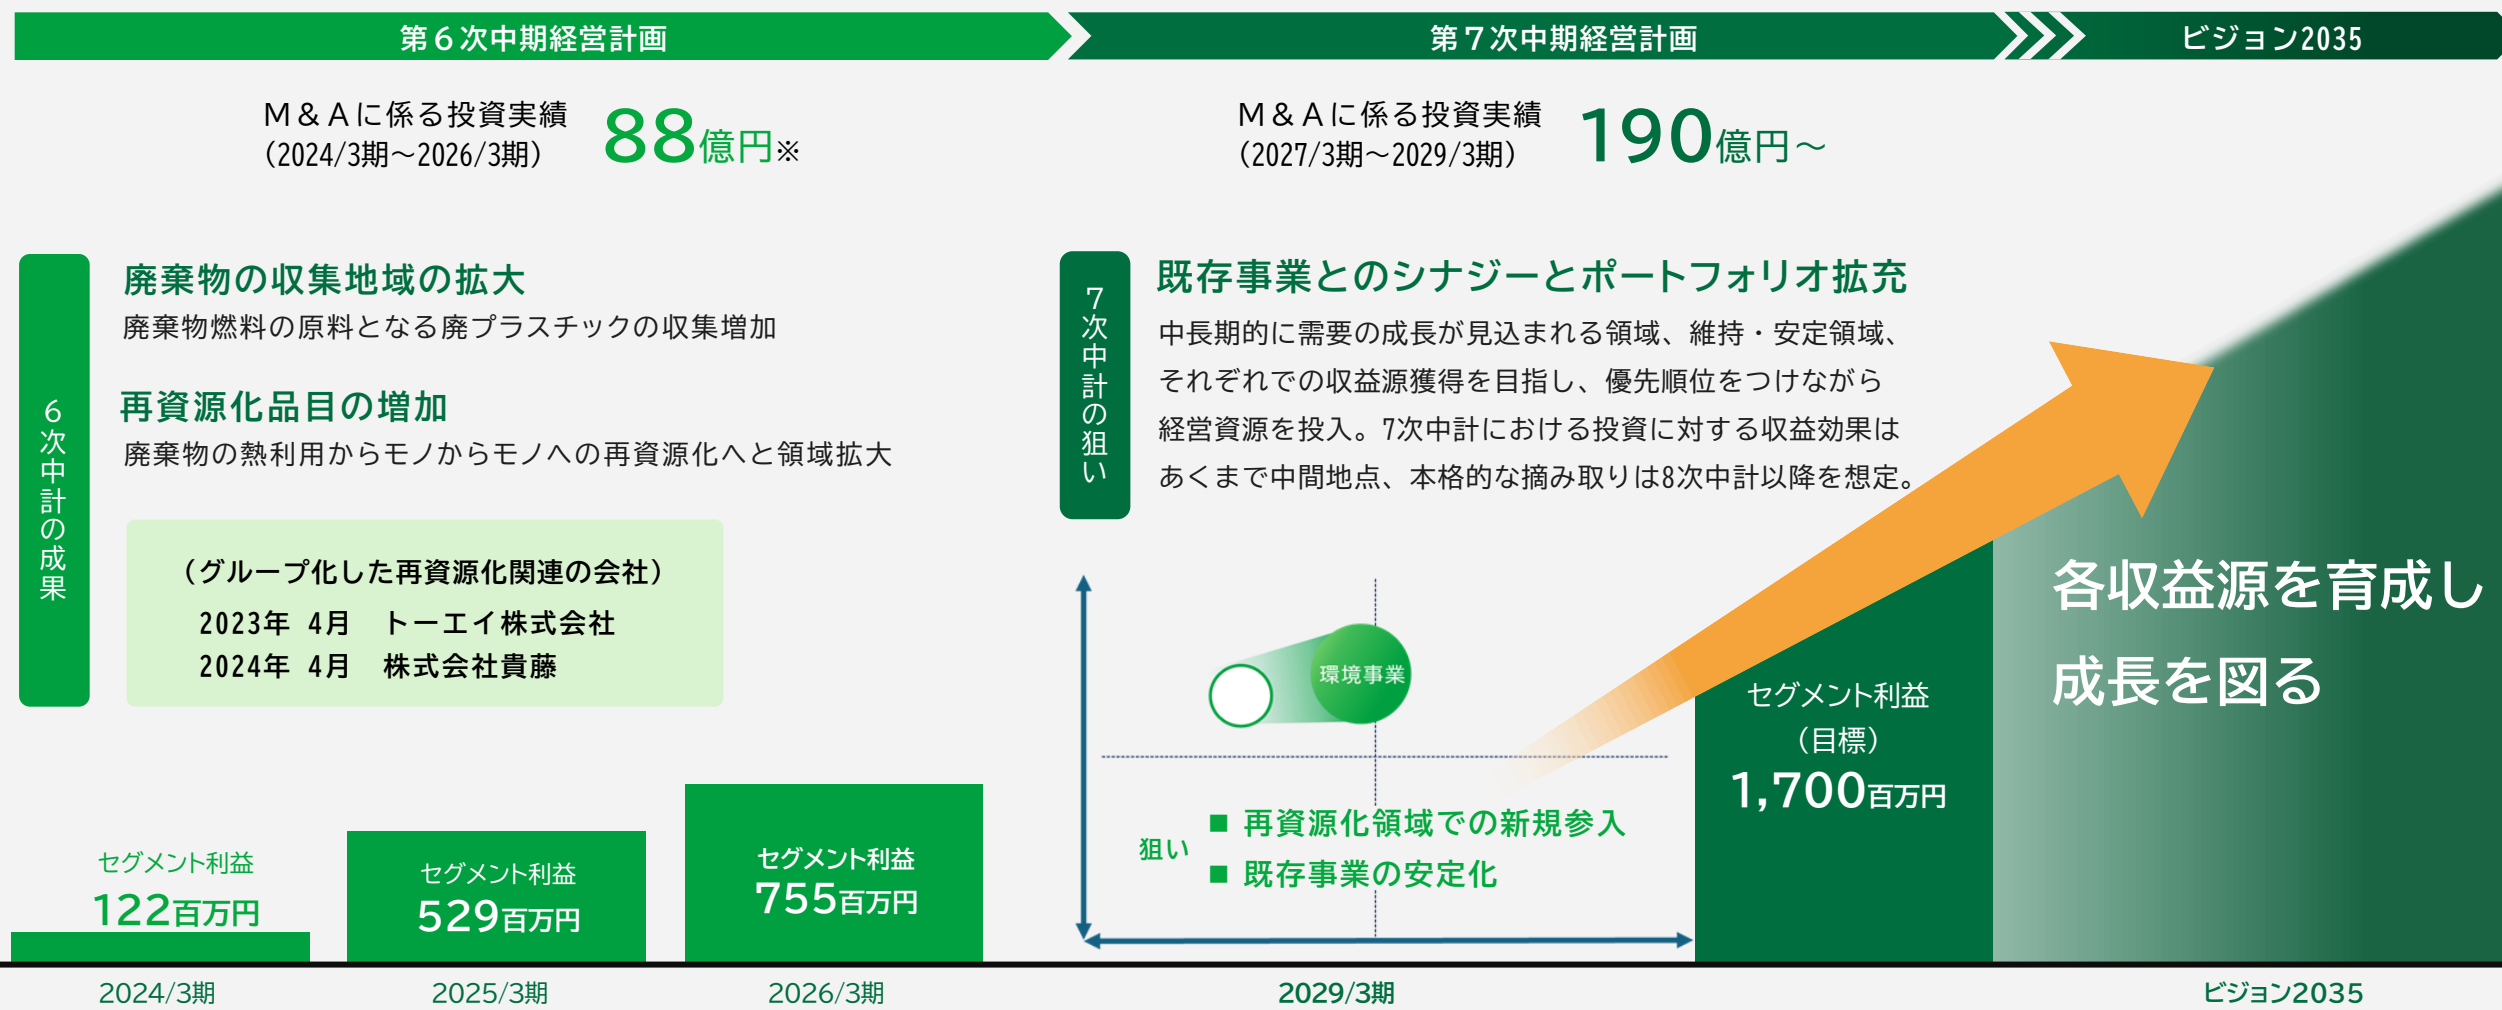 第６次中期経営計画
第７次中期経営計画
ビジョン2035
Ｍ＆Ａに係る投資実績
（2024/3期～2026/3期）
88億円※
Ｍ＆Ａに係る投資実績
（2027/3期～2029/3期）
190億円～
６次中計の成果
廃棄物の収集地域の拡大
廃棄物燃料の原料となる廃プラスチックの収集増加
再資源化品目の増加
廃棄物の熱利用からモノからモノへの再資源化へと領域拡大
（グループ化した再資源化関連の会社）
2023年 4月　トーエイ株式会社
2024年 4月　株式会社貴藤
７次中計の狙い
既存事業とのシナジーとポートフォリオ拡充
中長期的に需要の成長が見込まれる領域、維持・安定領域、
それぞれでの収益源獲得を目指し、優先順位をつけながら
経営資源を投入。7次中計における投資に対する収益効果は
あくまで中間地点、本格的な摘み取りは8次中計以降を想定。
環境事業
狙い
■ 再資源化領域での新規参入
■ 既存事業の安定化
セグメント利益
122百万円
セグメント利益
529百万円
セグメント利益
755百万円
セグメント利益
（目標）
1,700百万円
各収益源を育成し
成長を図る
2024/3期
2025/3期
2026/3期
2029/3期
ビジョン2035